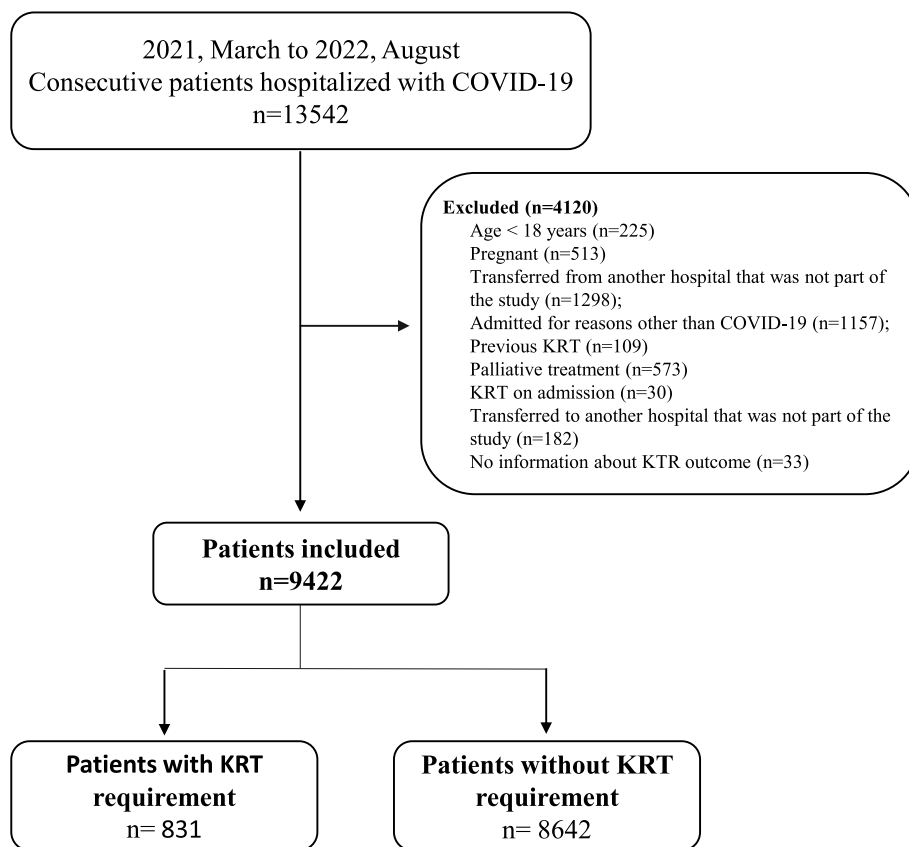 2021, March to 2022, August
Consecutive patients hospitalized with COVID-19
n=13542
Excluded (n=4120)
Age < 18 years (n=225)
Pregnant (n=513)
Transferred from another hospital that was not part of
the study (n=1298);
Admitted for reasons other than COVID-19 (n=1157);
Previous KRT (n=109)
Palliative treatment (n=573)
KRT on admission (n=30)
Transferred to another hospital that was not part of the
study (n=182)
No information about KTR outcome (n=33)
Patients included
n=9422
Patients with KRT
requirement
n= 831
Patients without KRT
requirement
n= 8642